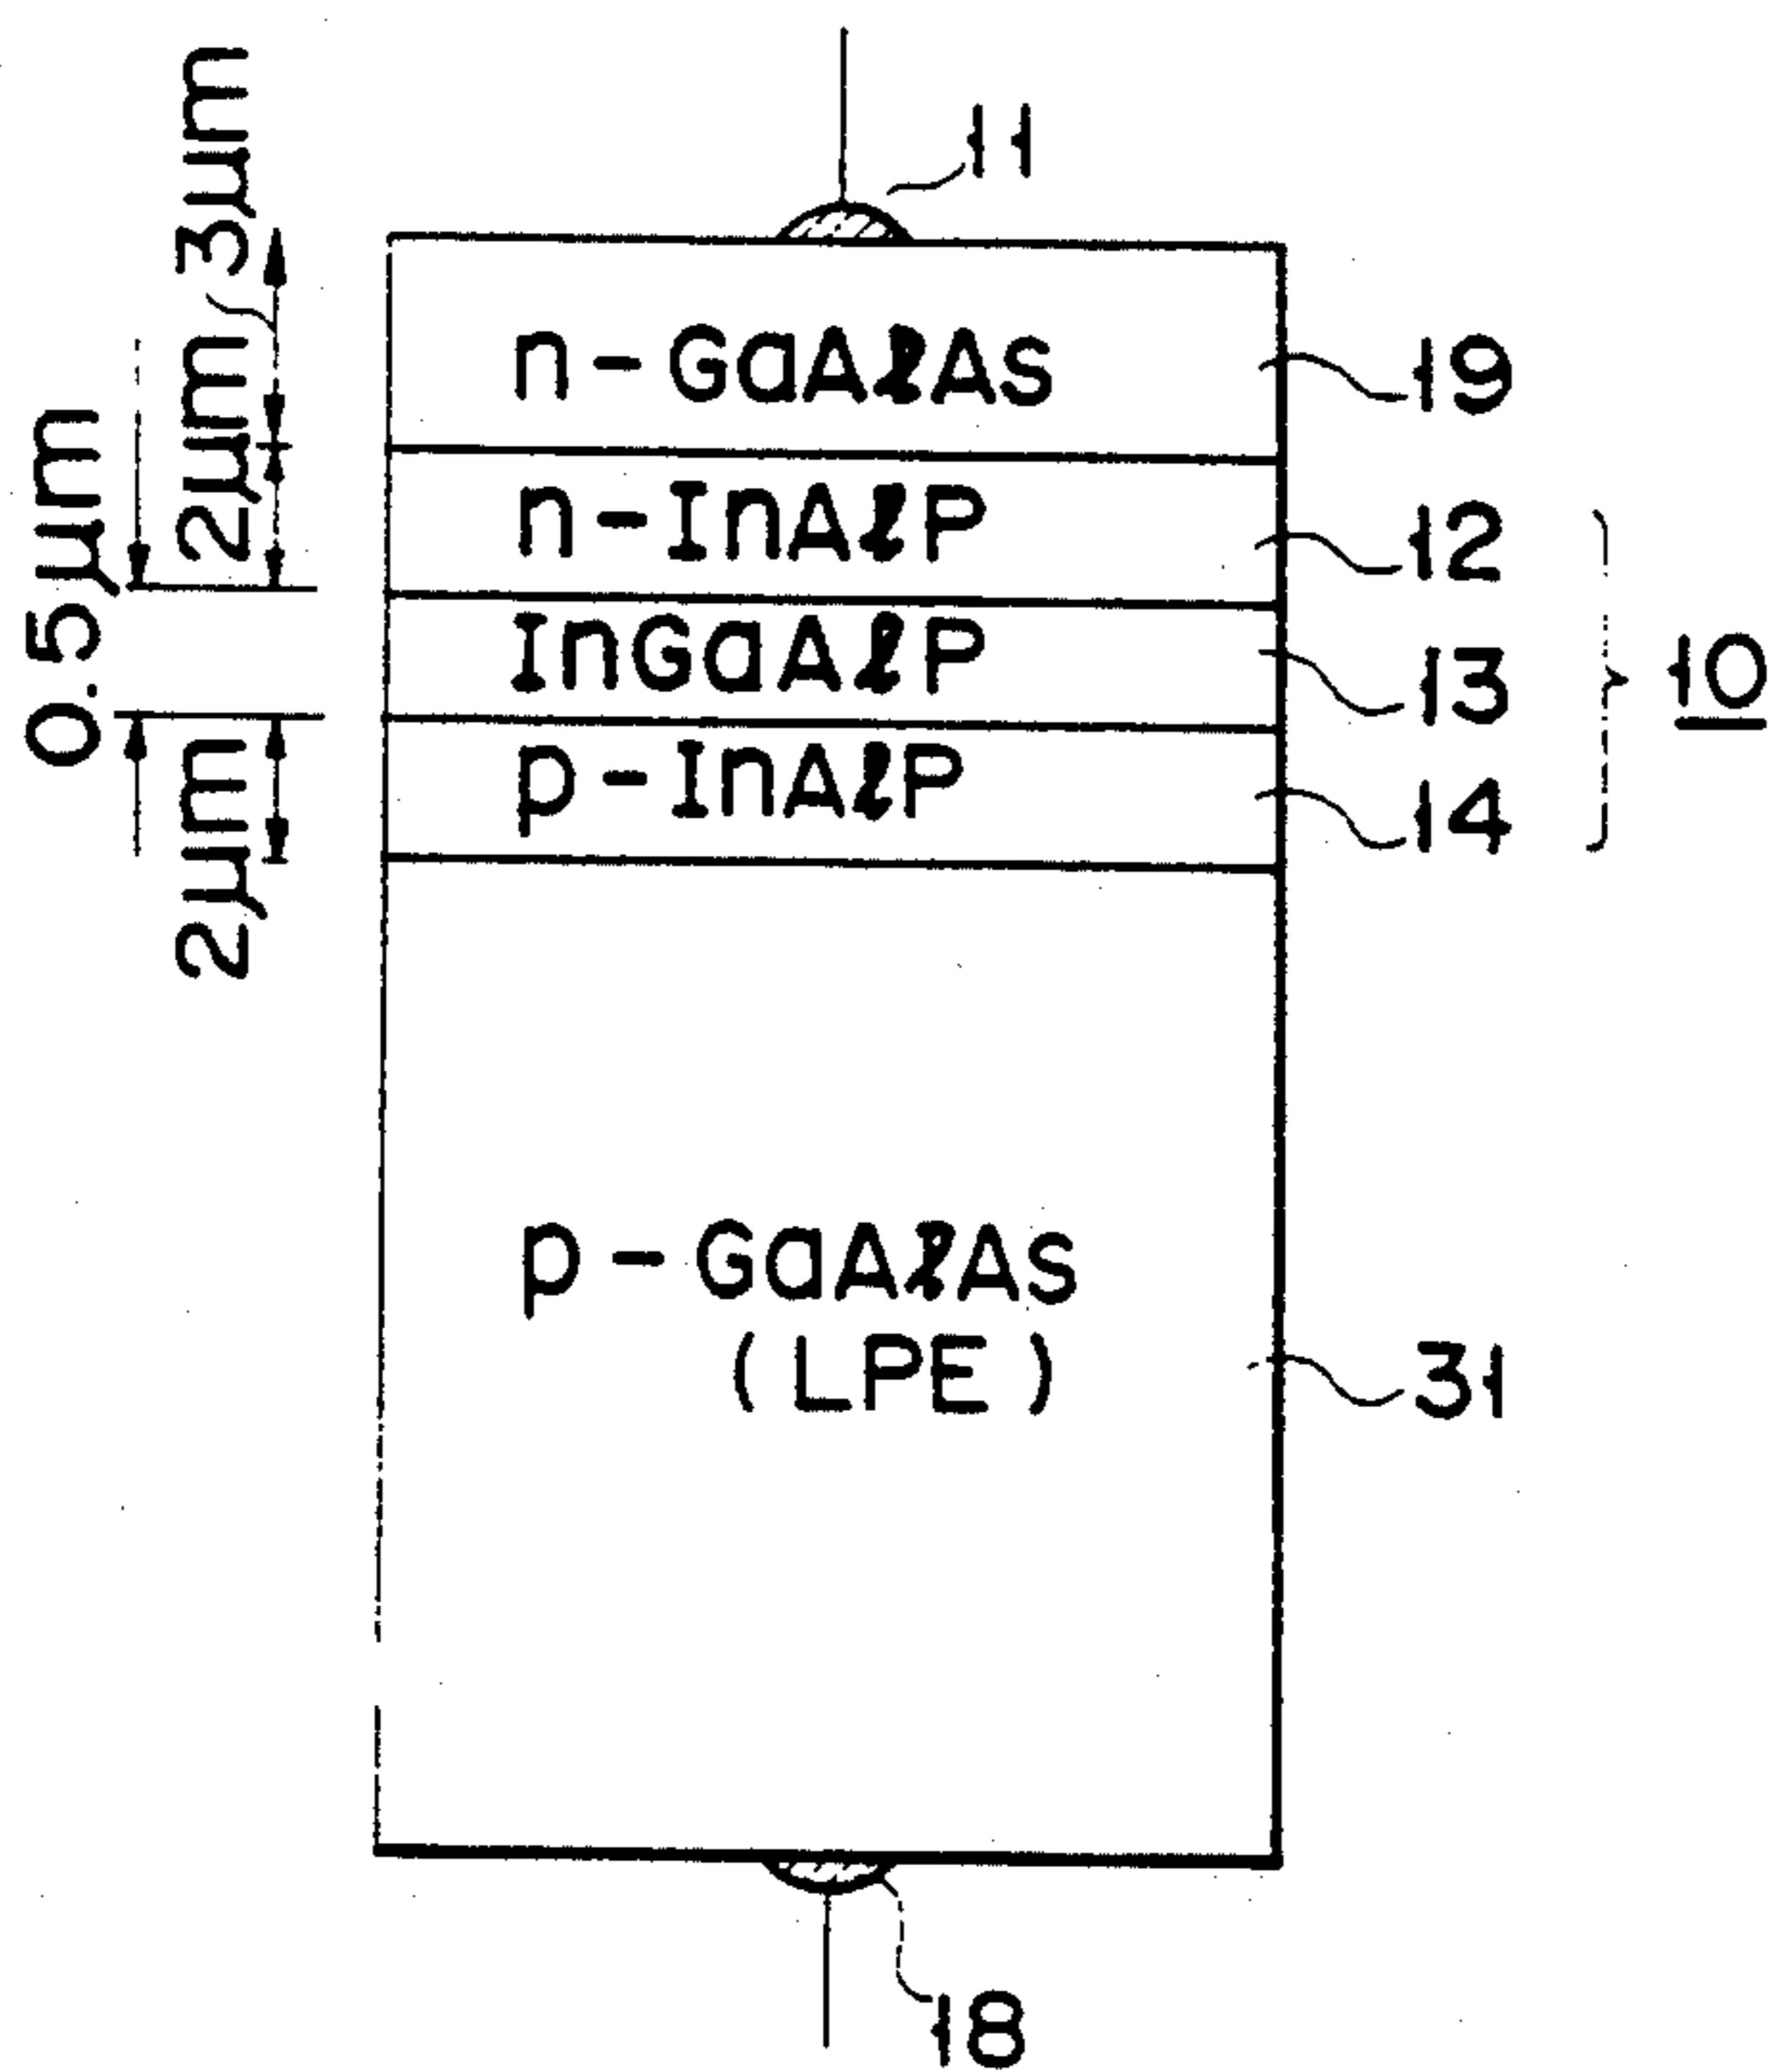 11
3μm
n-GaAlAs
19
2μm
n-InAlP
12
0.5μm
InGaAlP
13
10
2μm
p-InAlP
14
p-GaAlAs
(LPE)
31
18